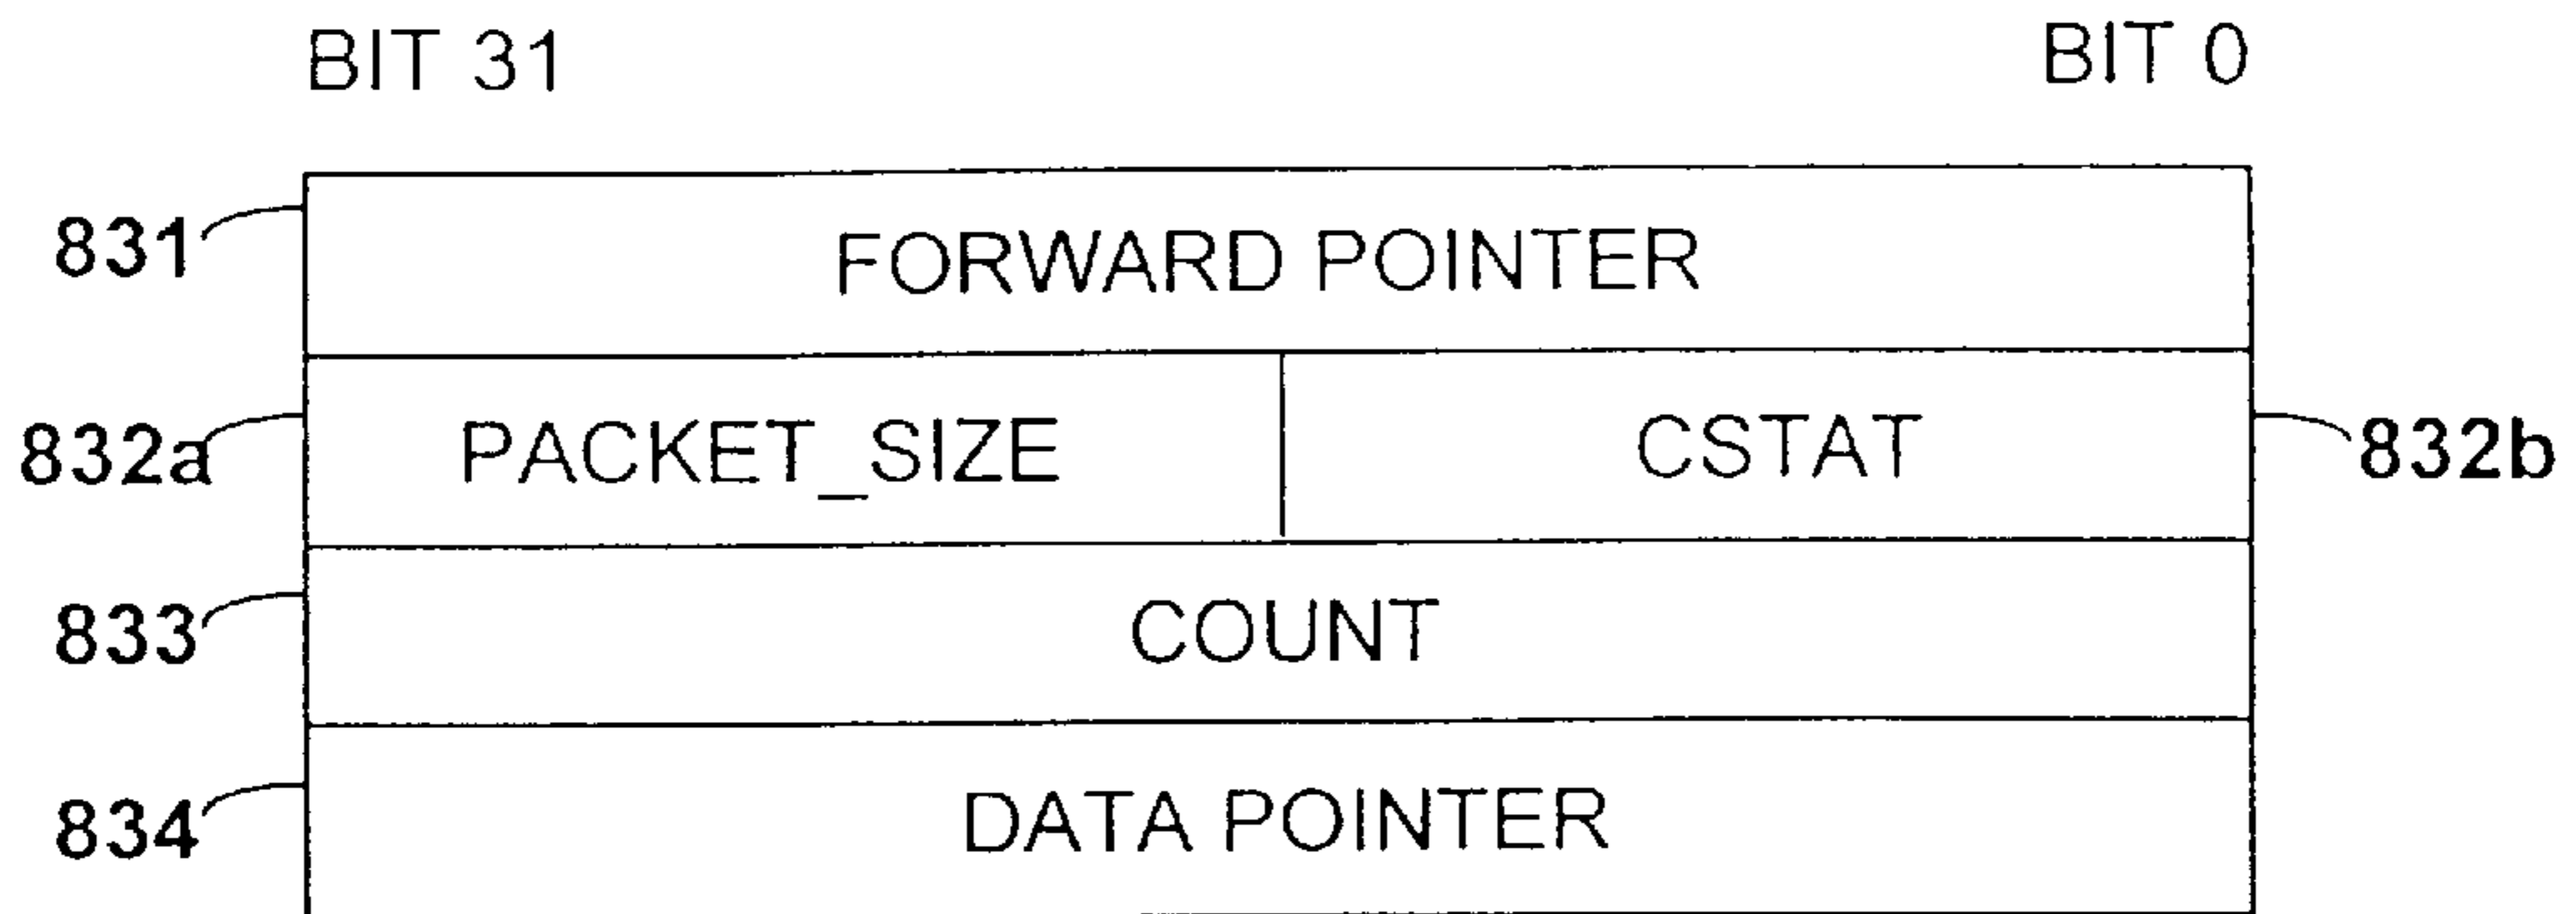 BIT 31 BIT 0
831 FORWARD POINTER
832a PACKET_SIZE CSTAT 832b
833 COUNT
834 DATA POINTER